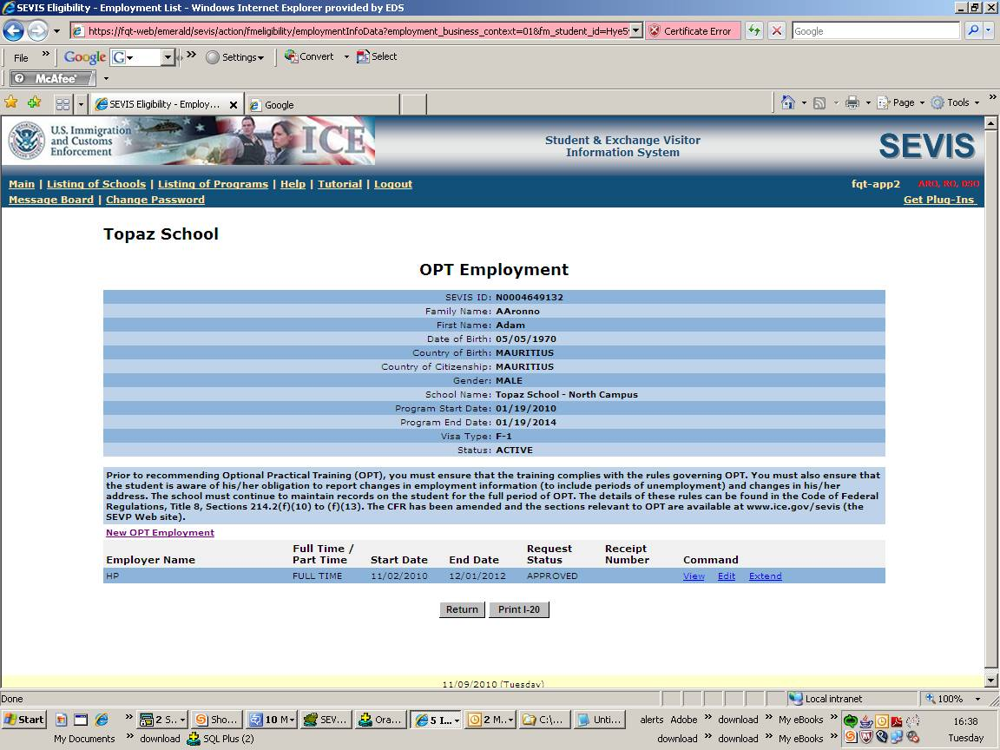 SEVIS Eligibility - Employment List - Windows Internet Explorer provided by EDS
https://fqt-web/emerald/sevis/action/fmeligibility/employmentInfoData?employment_business_context=01&fm_student_id=Hye5 Certificate Error Google
File » Google G » Settings Convert Select
McAfee
SEVIS Eligibility - Employ... Google Page Tools »
U.S. Immigration
and Customs
Enforcement
ICE
Student & Exchange Visitor
Information System
SEVIS
Main | Listing of Schools | Listing of Programs | Help | Tutorial | Logout fqt-app2 ARO, RO, DSO
Message Board | Change Password Get Plug-Ins
Topaz School
OPT Employment
SEVIS ID: N0004649132
Family Name: AAronno
First Name: Adam
Date of Birth: 05/05/1970
Country of Birth: MAURITIUS
Country of Citizenship: MAURITIUS
Gender: MALE
School Name: Topaz School - North Campus
Program Start Date: 01/19/2010
Program End Date: 01/19/2014
Visa Type: F-1
Status: ACTIVE
Prior to recommending Optional Practical Training (OPT), you must ensure that the training complies with the rules governing OPT. You must also ensure that
the student is aware of his/her obligation to report changes in employment information (to include periods of unemployment) and changes in his/her
address. The school must continue to maintain records on the student for the full period of OPT. The details of these rules can be found in the Code of Federal
Regulations, Title 8, Sections 214.2(f)(10) to (f)(13). The CFR has been amended and the sections relevant to OPT are available at www.ice.gov/sevis (the
SEVP Web site).
New OPT Employment
Full Time / Request Receipt
Employer Name Part Time Start Date End Date Status Number Command
HP FULL TIME 11/02/2010 12/01/2012 APPROVED View Edit Extend
Return Print I-20
11/09/2010 (Tuesday)
Done Local intranet 100%
Start » 2 S.. Sho... 10 M SEV... Ora... 5 I... 2 M.. C:\... Unti... alerts Adobe » download » My eBooks » 16:38
My Documents » download SQL Plus (2) download » download » My eBooks » Tuesday